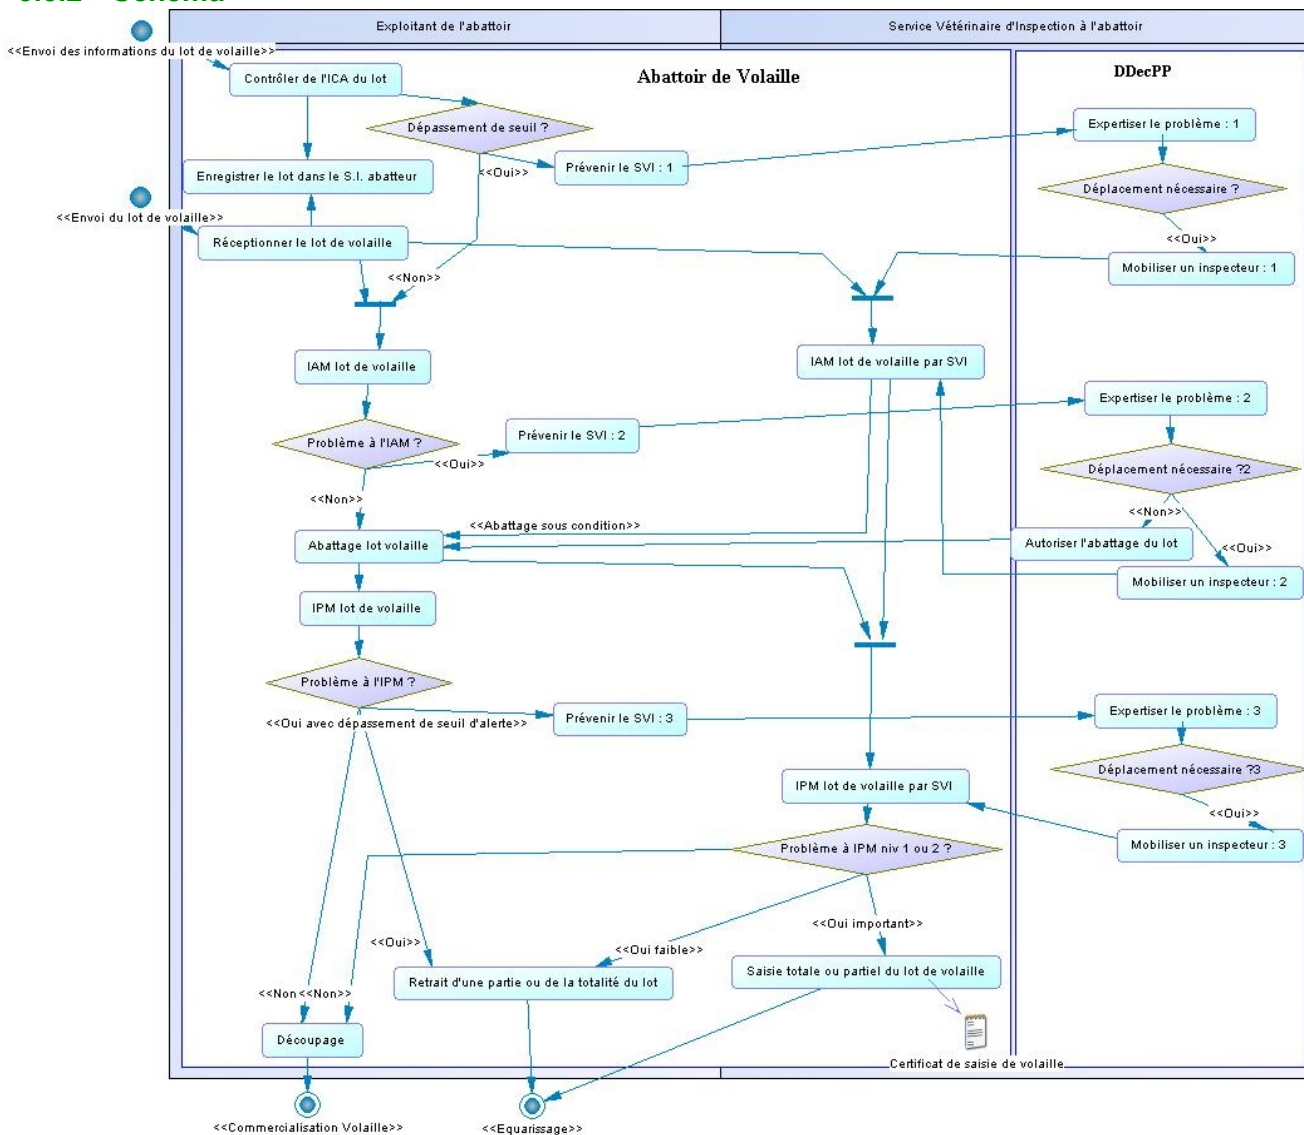 Exploitant de l'abattoir
Service Vétérinaire d'Inspection à l'abattoir
<<Envoi des informations du lot de volaille>>
Abattoir de Volaille
DDecPP
Contrôler de l'ICA du lot
Dépassement de seuil ?
Expertiser le problème : 1
<<Oui>>
Prévenir le SVI : 1
Enregistrer le lot dans le S.I. abatteur
Déplacement nécessaire ?
<<Envoi du lot de volaille>>
Réceptionner le lot de volaille
<<Oui>>
<<Non>>
Mobiliser un inspecteur : 1
IAM lot de volaille
IAM lot de volaille par SVI
Expertiser le problème : 2
Problème à l'IAM ?
Prévenir le SVI : 2
<<Oui>>
Déplacement nécessaire ?2
<<Non>>
<<Non>>
<<Abattage sous condition>>
Abattage lot volaille
Autoriser l'abattage du lot
<<Oui>>
Mobiliser un inspecteur : 2
IPM lot de volaille
Problème à l'IPM ?
<<Oui avec dépassement de seuil d'alerte>>
Prévenir le SVI : 3
Expertiser le problème : 3
Déplacement nécessaire ?3
IPM lot de volaille par SVI
<<Oui>>
Problème à IPM niv 1 ou 2 ?
Mobiliser un inspecteur : 3
<<Oui important>>
<<Oui>>
<<Oui faible>>
Saisie totale ou partiel du lot de volaille
Retrait d'une partie ou de la totalité du lot
<<Non <<Non>>
Découpage
Certificat de saisie de volaille
<<Commercialisation Volaille>>
<<Equarissage>>